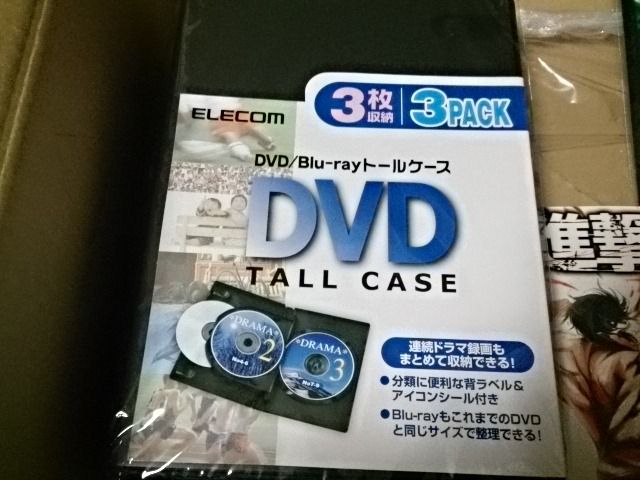 3枚収納 3PACK
ELECOM
DVD/Blu-rayトールケース
DVD
TALL CASE
*DRAMA*
2
No4-6
*DRAMA*
3
No7-9
連続ドラマ録画も
まとめて収納できる!
●分類に便利な背ラベル&
アイコンシール付き
●Blu-rayもこれまでのDVD
と同じサイズで整理できる!
進撃